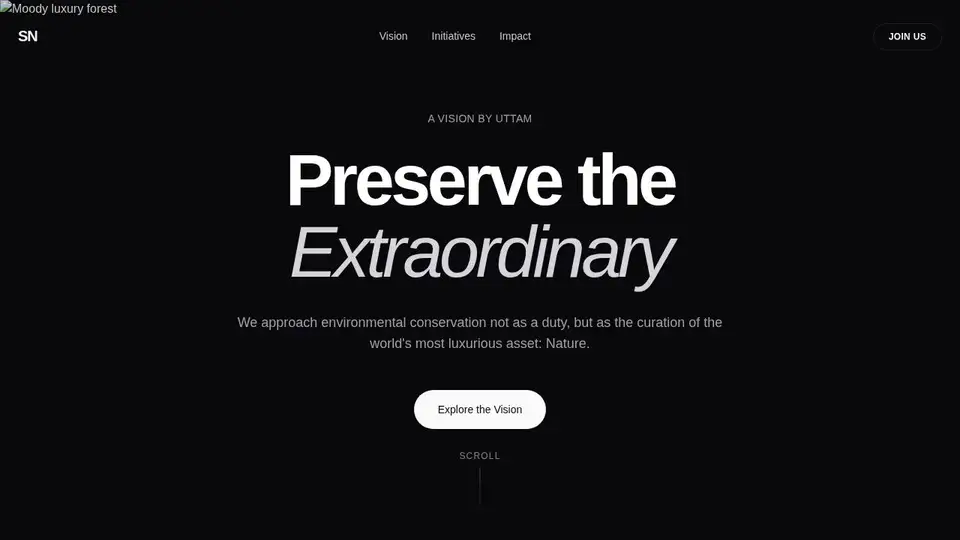 Moody luxury forest
SN
Vision
Initiatives
Impact
JOIN US
A VISION BY UTTAM
Preserve the
Extraordinary
We approach environmental conservation not as a duty, but as the curation of the
world's most luxurious asset: Nature.
Explore the Vision
SCROLL